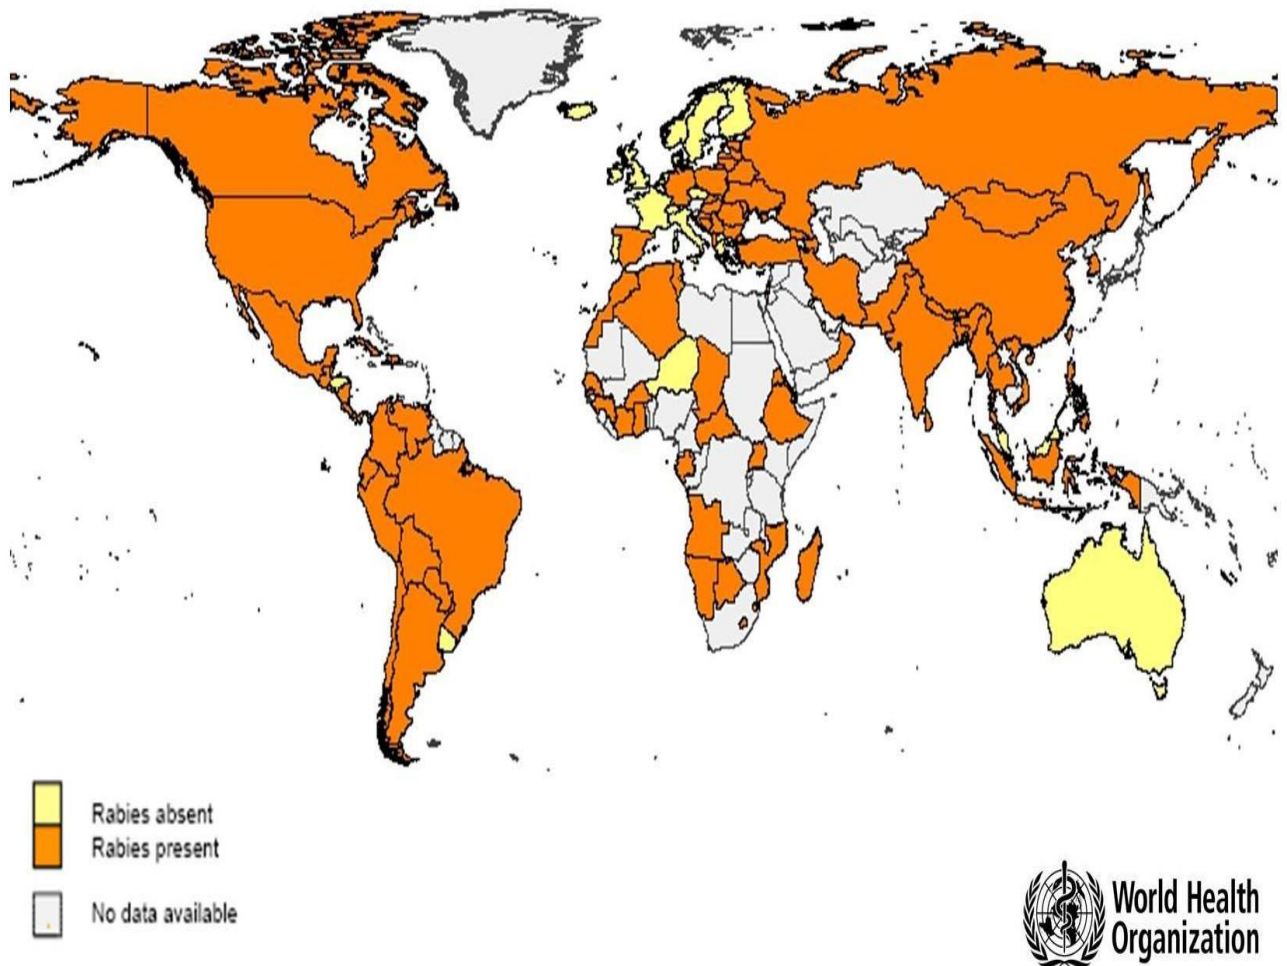 Rabies absent
Rabies present
No data available
World Health
Organization